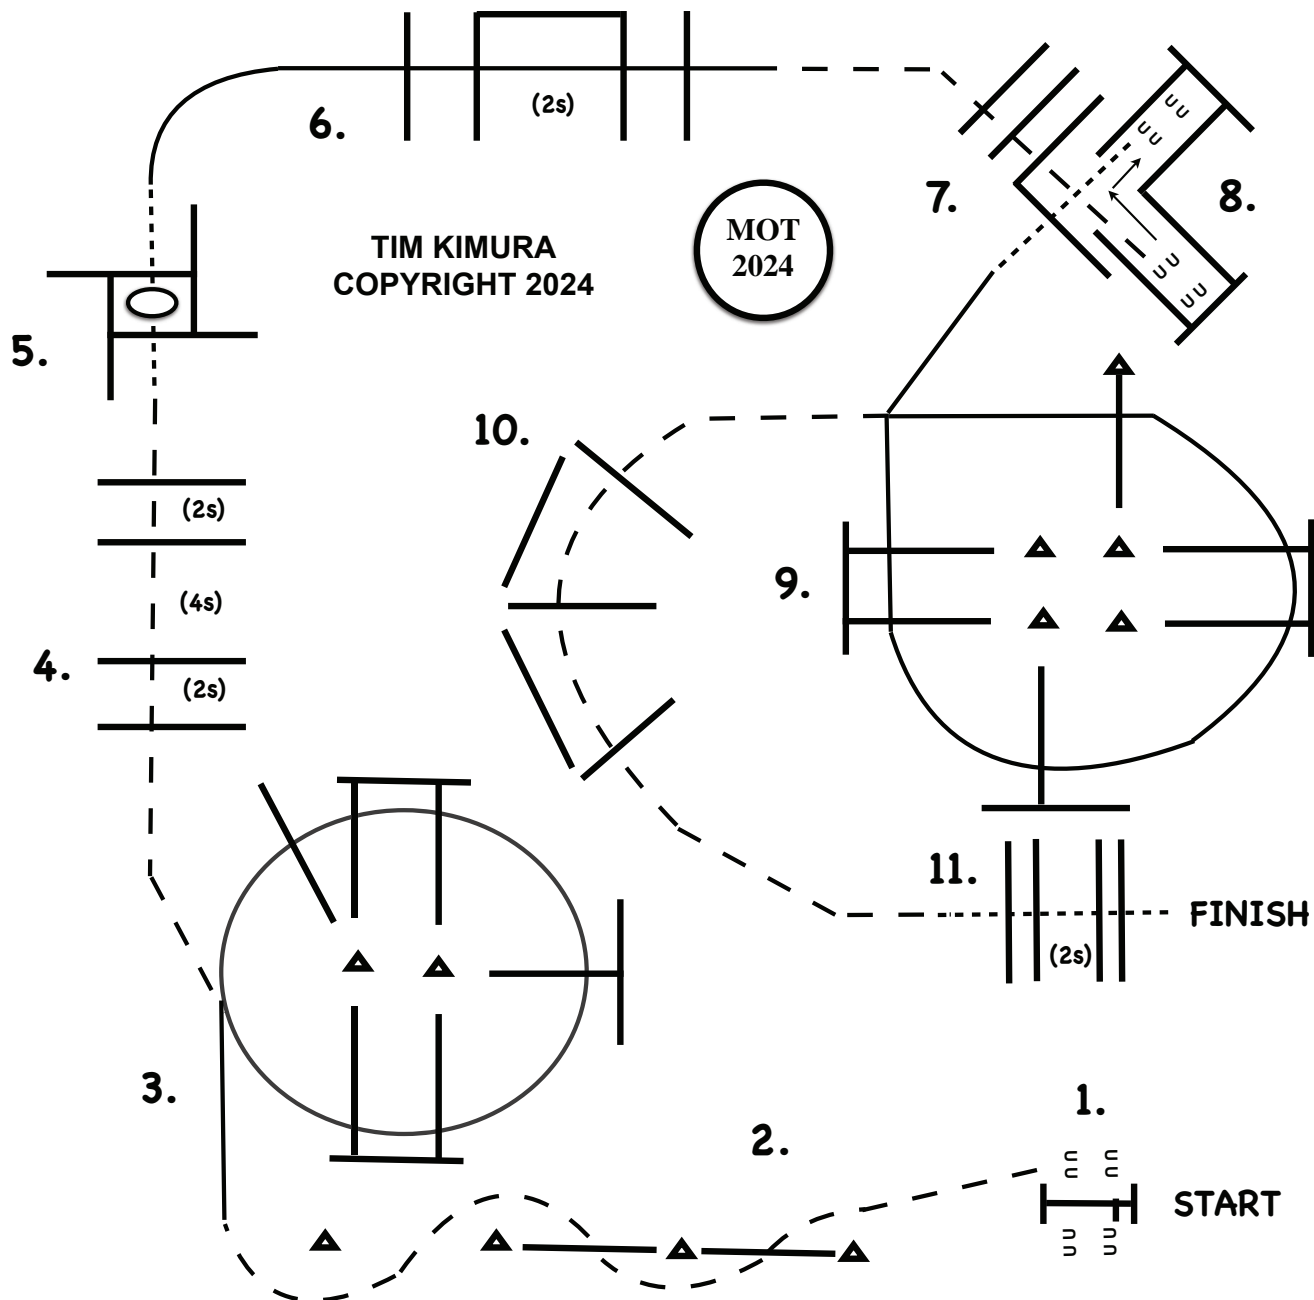 6.
(2s)
7.
8.
TIM KIMURA
COPYRIGHT 2024
MOT
2024
5.
10.
(2s)
9.
(4s)
4.
(2s)
11.
FINISH
(2s)
3.
1.
2.
START